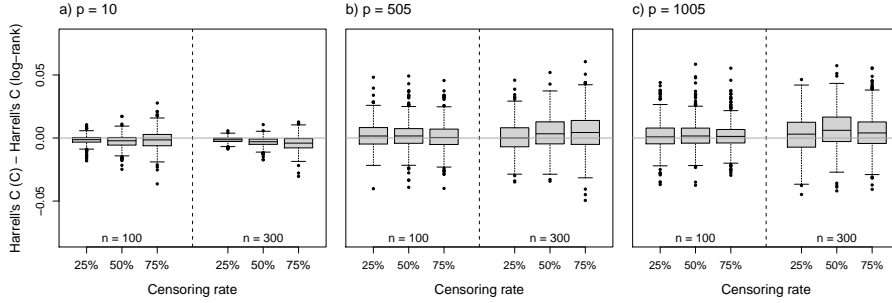 a) p = 10
b) p = 505
c) p = 1005
Harrell's C (C) − Harrell's C (log−rank)
0.05
0.00
−0.05
n = 100
n = 300
n = 100
n = 300
n = 100
n = 300
25% 50% 75% 25% 50% 75%
25% 50% 75% 25% 50% 75%
25% 50% 75% 25% 50% 75%
Censoring rate
Censoring rate
Censoring rate